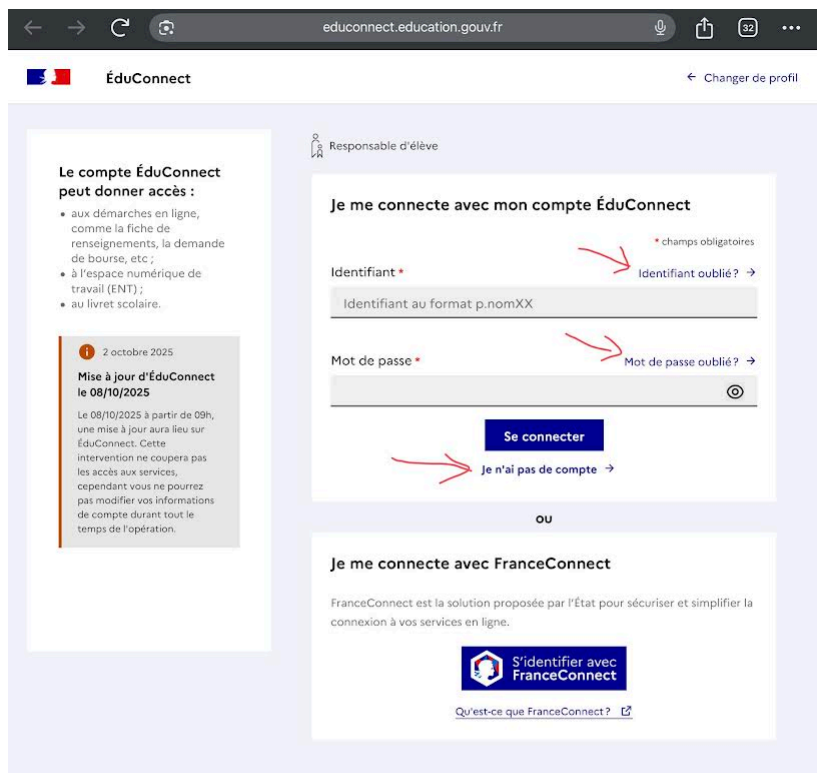 educonnect.education.gouv.fr
32
ÉduConnect
← Changer de profil
Le compte ÉduConnect
peut donner accès :
• aux démarches en ligne,
comme la fiche de
renseignements, la demande
de bourse, etc ;
• à l'espace numérique de
travail (ENT) ;
• au livret scolaire.
2 octobre 2025
Mise à jour d'ÉduConnect
le 08/10/2025
Le 08/10/2025 à partir de 09h,
une mise à jour aura lieu sur
ÉduConnect. Cette
intervention ne coupera pas
les accès aux services,
cependant vous ne pourrez
pas modifier vos informations
de compte durant tout le
temps de l'opération.
Responsable d'élève
Je me connecte avec mon compte ÉduConnect
* champs obligatoires
Identifiant *
Identifiant oublié ? →
Identifiant au format p.nomXX
Mot de passe *
Mot de passe oublié ? →
Se connecter
Je n'ai pas de compte →
OU
Je me connecte avec FranceConnect
FranceConnect est la solution proposée par l'État pour sécuriser et simplifier la
connexion à vos services en ligne.
S'identifier avec
FranceConnect
Qu'est-ce que FranceConnect ?